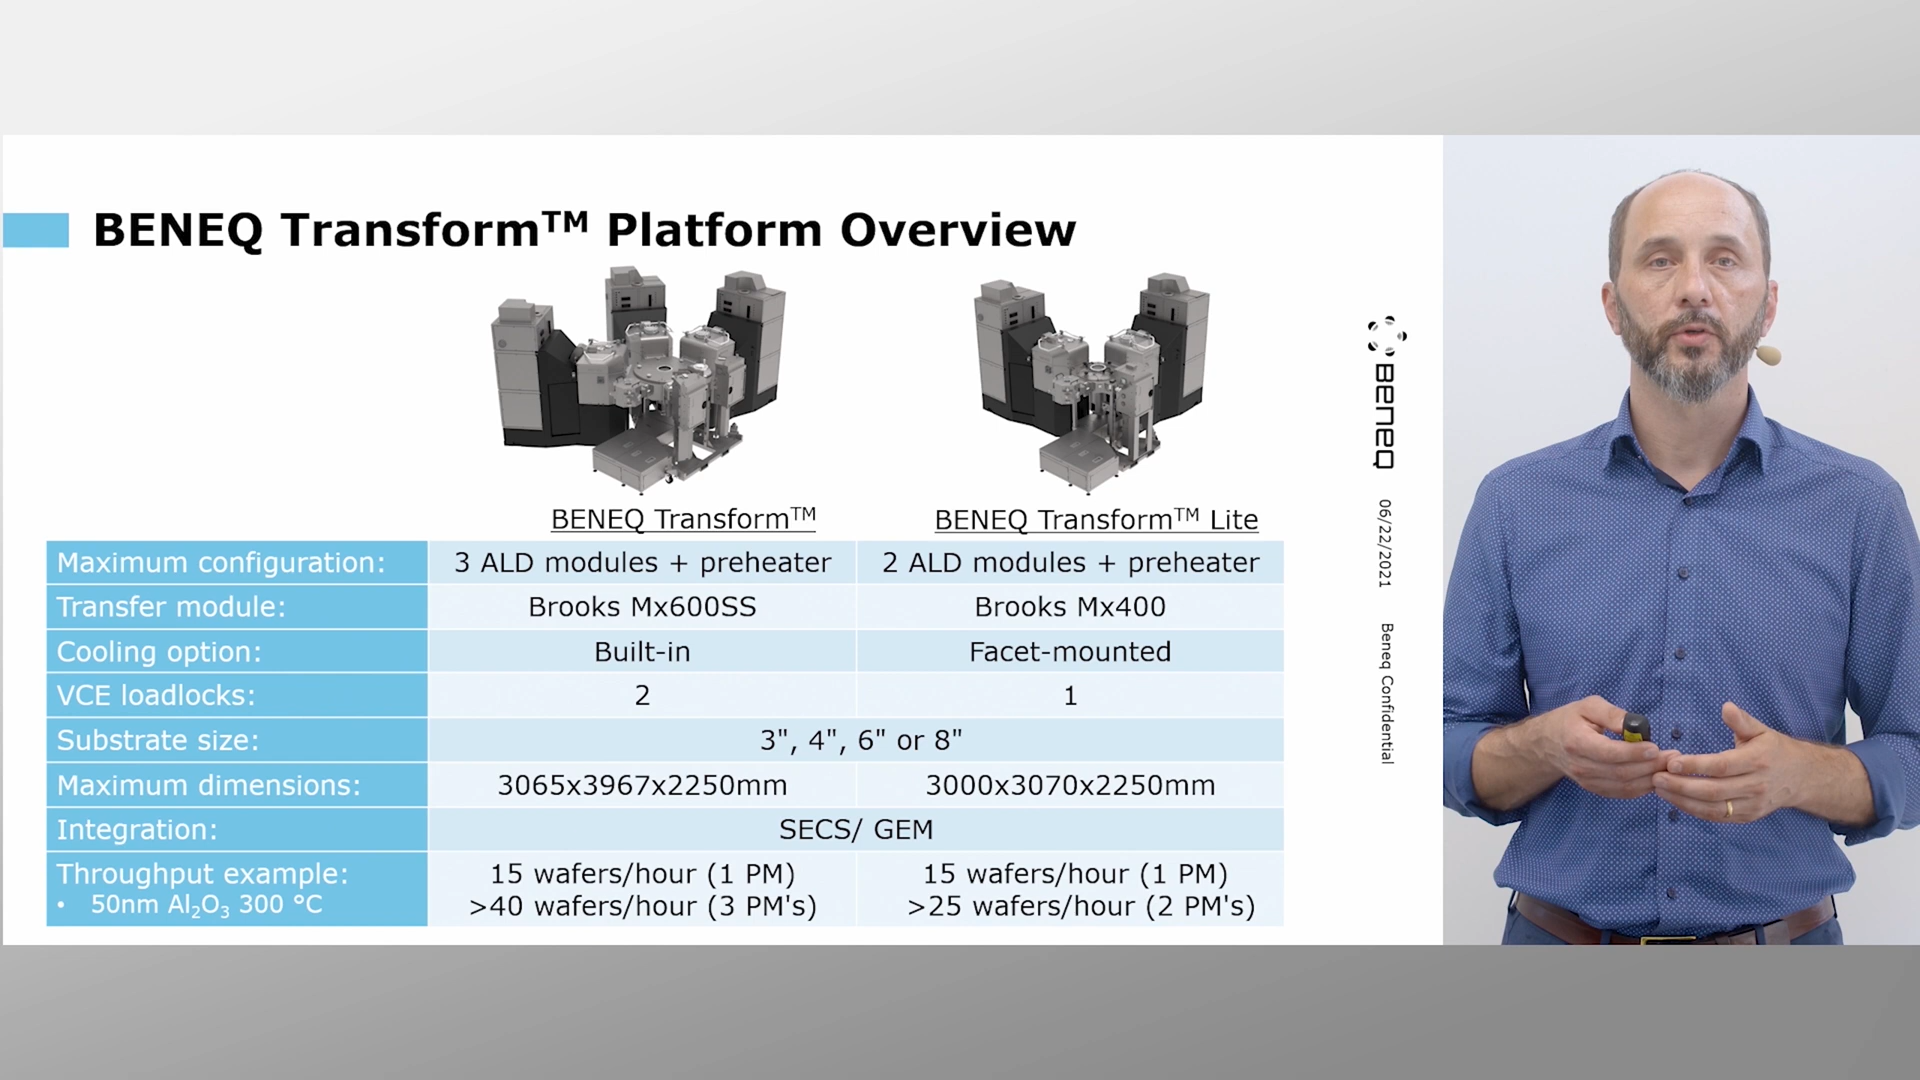 BENEQ Transform™ Platform Overview
BENEQ Transform™
BENEQ Transform™ Lite
Maximum configuration:
3 ALD modules + preheater
2 ALD modules + preheater
Transfer module:
Brooks Mx600SS
Brooks Mx400
Cooling option:
Built-in
Facet-mounted
VCE loadlocks:
2
1
Substrate size:
3", 4", 6" or 8"
Maximum dimensions:
3065x3967x2250mm
3000x3070x2250mm
Integration:
SECS/ GEM
Throughput example:
• 50nm Al₂O₃ 300 °C
15 wafers/hour (1 PM)
>40 wafers/hour (3 PM's)
15 wafers/hour (1 PM)
>25 wafers/hour (2 PM's)
BENEQ
06/22/2021
Beneq Confidential